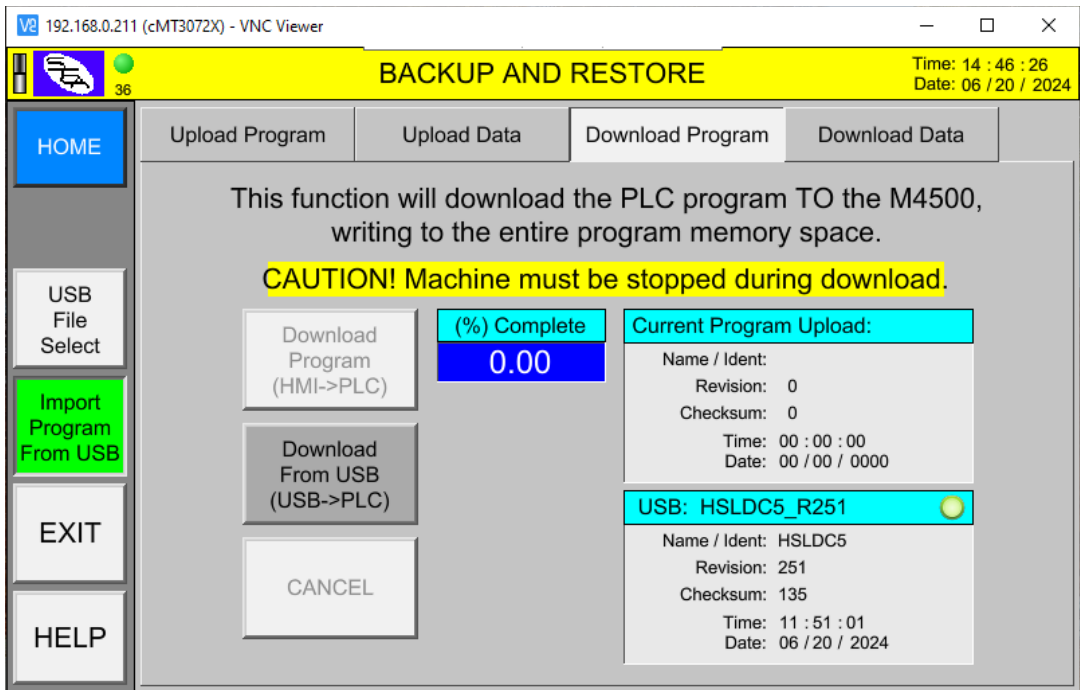 192.168.0.211 (cMT3072X) - VNC Viewer
36
BACKUP AND RESTORE
Time: 14 : 46 : 26
Date: 06 / 20 / 2024
HOME
USB
File
Select
Import
Program
From USB
EXIT
HELP
Upload Program
Upload Data
Download Program
Download Data
This function will download the PLC program TO the M4500,
writing to the entire program memory space.
CAUTION! Machine must be stopped during download.
Download
Program
(HMI->PLC)
Download
From USB
(USB->PLC)
CANCEL
(%) Complete
0.00
Current Program Upload:
Name / Ident:
Revision: 0
Checksum: 0
Time: 00 : 00 : 00
Date: 00 / 00 / 0000
USB: HSLDC5_R251
Name / Ident: HSLDC5
Revision: 251
Checksum: 135
Time: 11 : 51 : 01
Date: 06 / 20 / 2024